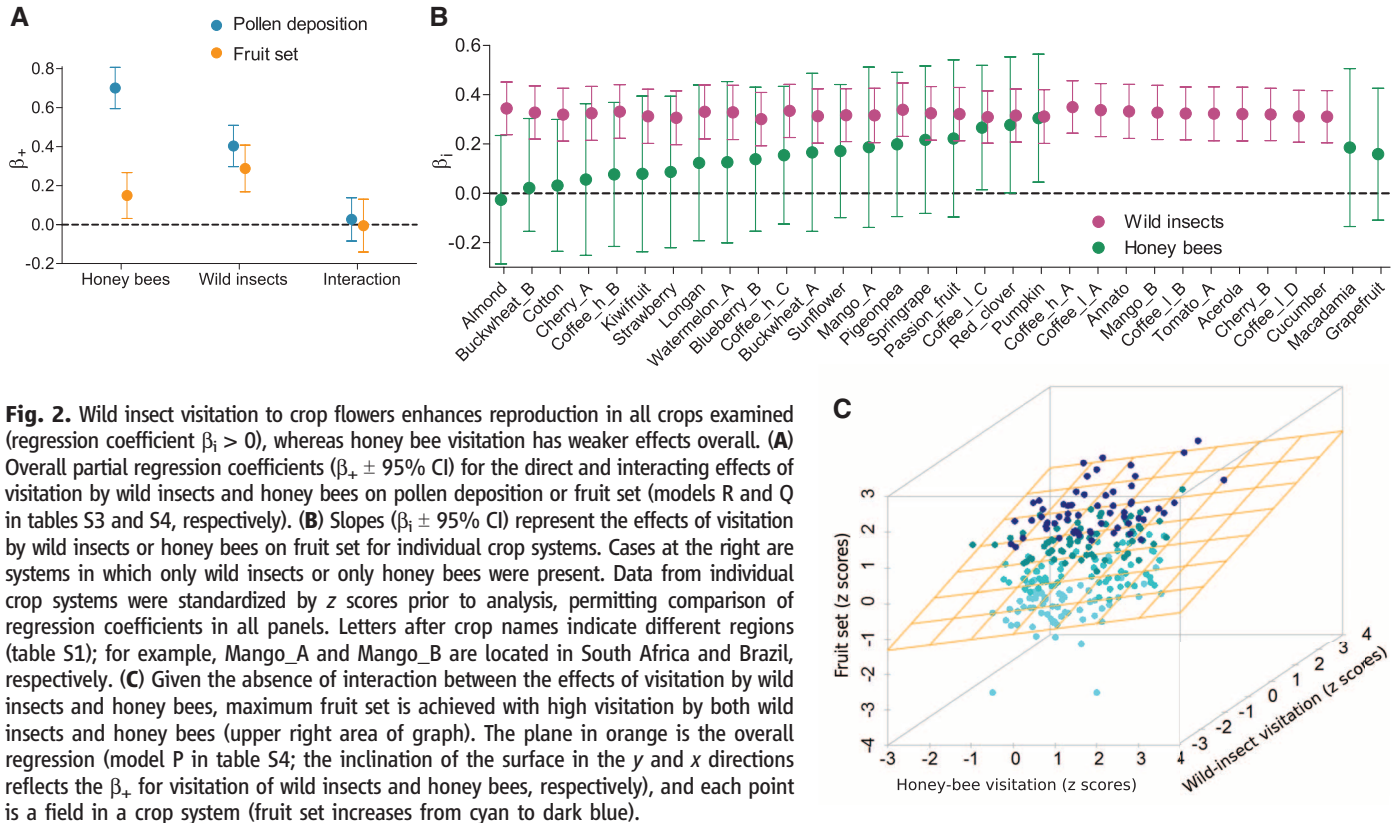 A
Pollen deposition
Fruit set
β+
0.8
0.6
0.4
0.2
0.0
-0.2
Honey bees
Wild insects
Interaction
B
βi
0.6
0.4
0.2
0.0
-0.2
Wild insects
Honey bees
Almond
Buckwheat_B
Cotton
Cherry_A
Coffee_h_B
Kiwifruit
Strawberry
Longan
Watermelon_A
Blueberry_B
Coffee_h_C
Buckwheat_A
Sunflower
Mango_A
Pigeonpea
Springrape
Passion_fruit
Coffee_l_C
Red_clover
Pumpkin
Coffee_h_A
Coffee_l_A
Annato
Mango_B
Coffee_l_B
Tomato_A
Acerola
Cherry_B
Coffee_l_D
Cucumber
Macadamia
Grapefruit
Fig. 2. Wild insect visitation to crop flowers enhances reproduction in all crops examined
(regression coefficient βi > 0), whereas honey bee visitation has weaker effects overall. (A)
Overall partial regression coefficients (β+ ± 95% CI) for the direct and interacting effects of
visitation by wild insects and honey bees on pollen deposition or fruit set (models R and Q
in tables S3 and S4, respectively). (B) Slopes (βi ± 95% CI) represent the effects of visitation
by wild insects or honey bees on fruit set for individual crop systems. Cases at the right are
systems in which only wild insects or only honey bees were present. Data from individual
crop systems were standardized by z scores prior to analysis, permitting comparison of
regression coefficients in all panels. Letters after crop names indicate different regions
(table S1); for example, Mango_A and Mango_B are located in South Africa and Brazil,
respectively. (C) Given the absence of interaction between the effects of visitation by wild
insects and honey bees, maximum fruit set is achieved with high visitation by both wild
insects and honey bees (upper right area of graph). The plane in orange is the overall
regression (model P in table S4; the inclination of the surface in the y and x directions
reflects the β+ for visitation of wild insects and honey bees, respectively), and each point
is a field in a crop system (fruit set increases from cyan to dark blue).
C
Fruit set (z scores)
3
2
1
0
-1
-2
-3
-4
-3 -2 -1 0 1 2 3 4
Honey-bee visitation (z scores)
-3 -2 -1 0 1 2 3 4
Wild-insect visitation (z scores)